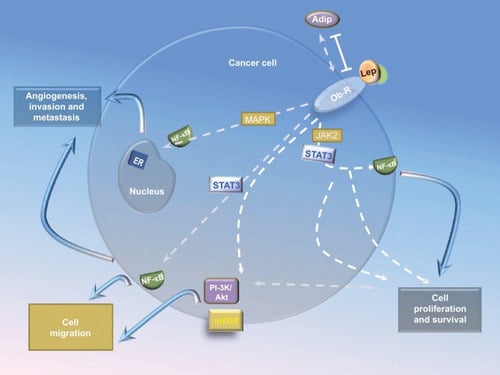 Adip
Lep
Cancer cell
Ob-R
Angiogenesis,
invasion and
metastasis
MAPK
NF-κB
JAK2
STAT3
NF-κB
ER
Nucleus
STAT3
NF-κB
PI-3K/
Akt
mTOR
Cell
migration
Cell
proliferation
and survival